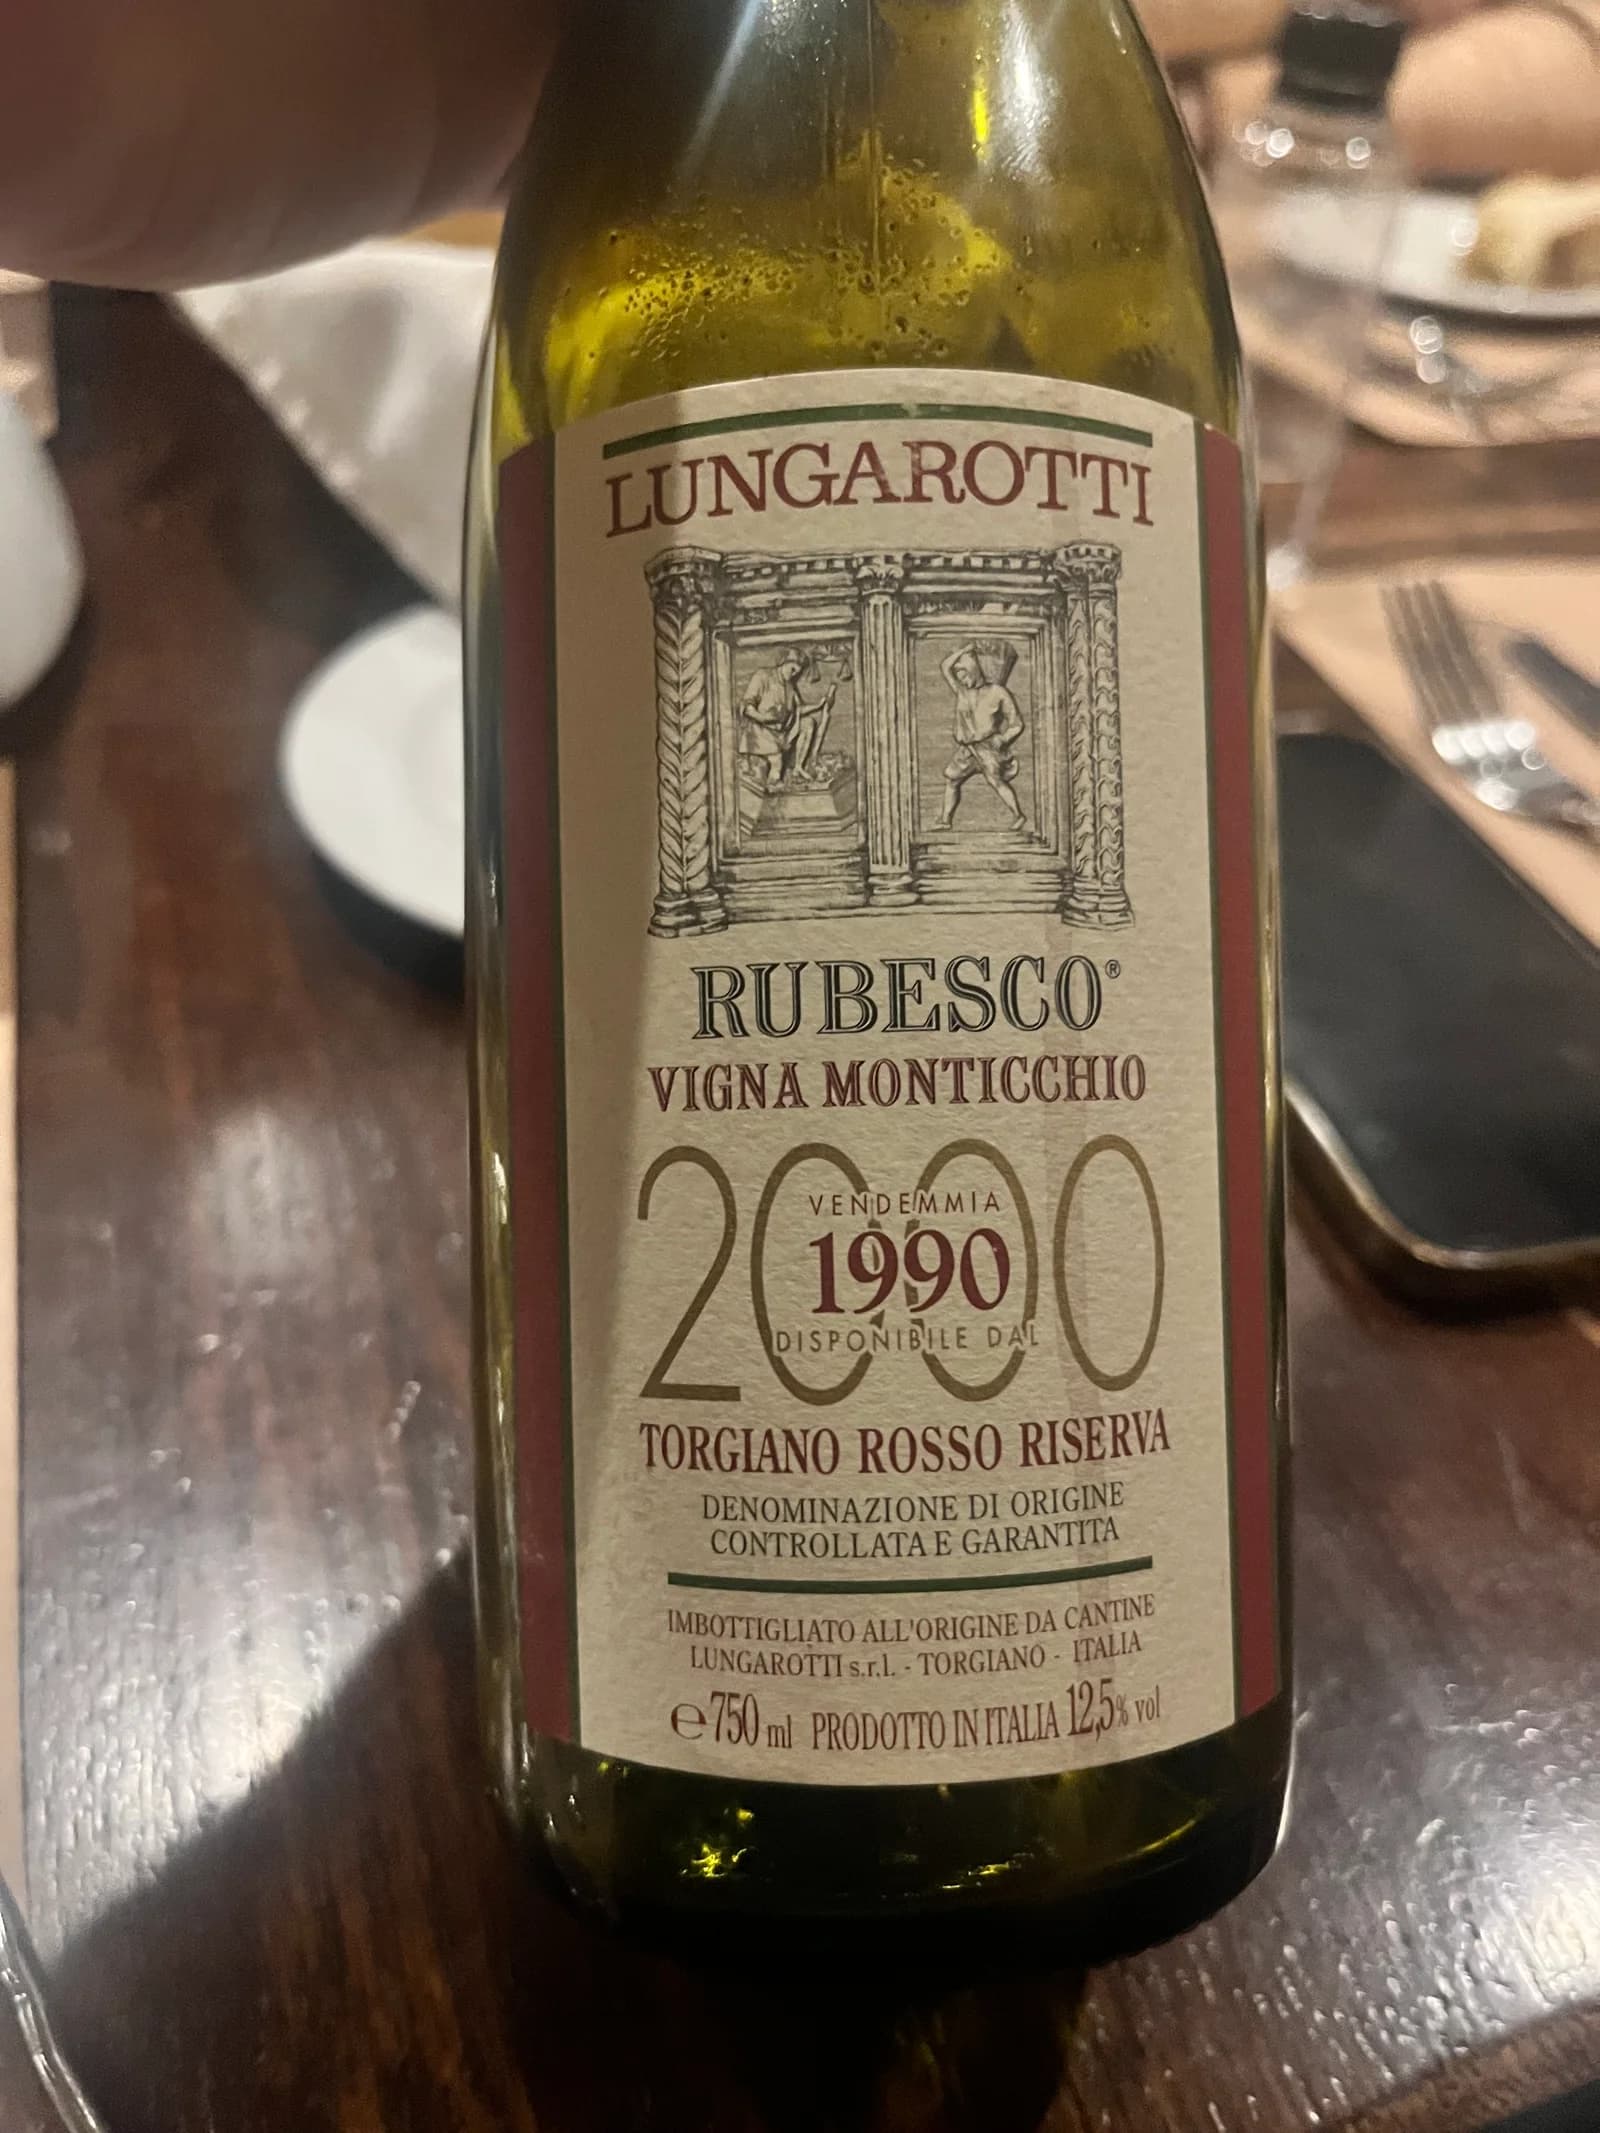 LUNGAROTTI
RUBESCO®
VIGNA MONTICCHIO
2000
VENDEMMIA
1990
DISPONIBILE DAL
TORGIANO ROSSO RISERVA
DENOMINAZIONE DI ORIGINE
CONTROLLATA E GARANTITA
IMBOTTIGLIATO ALL'ORIGINE DA CANTINE
LUNGAROTTI s.r.l. - TORGIANO - ITALIA
℮ 750 ml PRODOTTO IN ITALIA 12,5% vol